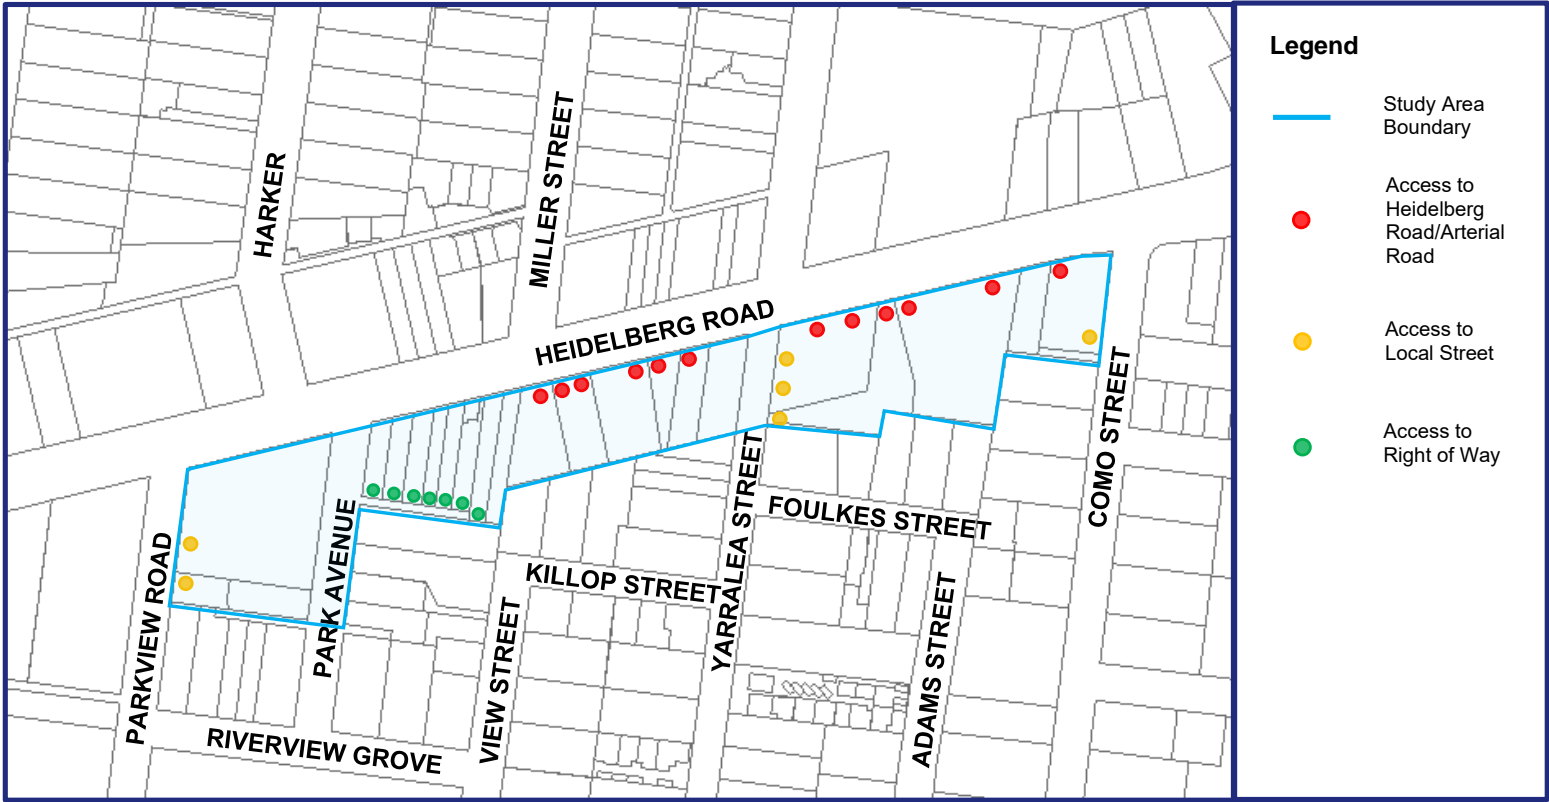 HARKER
MILLER STREET
HEIDELBERG ROAD
PARKVIEW ROAD
PARK AVENUE
VIEW STREET
KILLOP STREET
YARRALEA STREET
FOULKES STREET
ADAMS STREET
COMO STREET
RIVERVIEW GROVE
Legend
Study Area
Boundary
Access to
Heidelberg
Road/Arterial
Road
Access to
Local Street
Access to
Right of Way